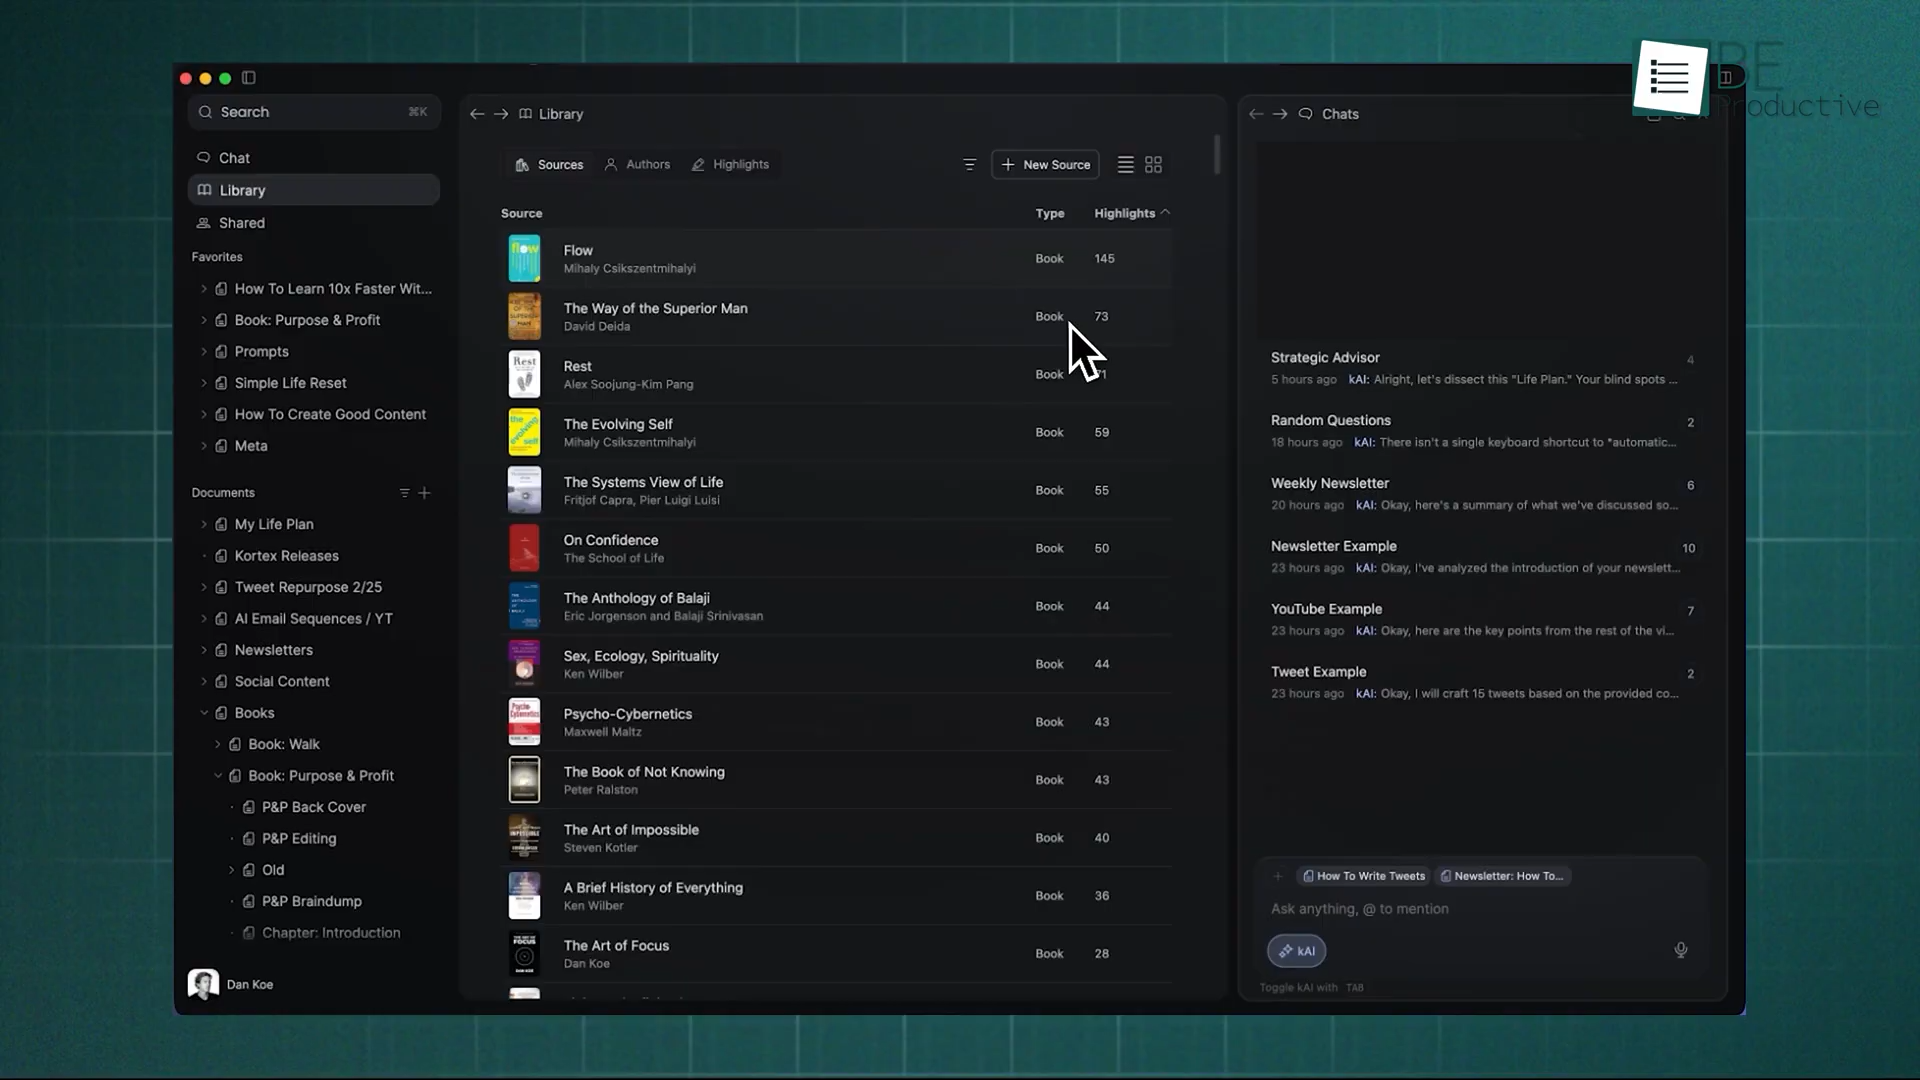 BE
Productive
Search
⌘K
Chat
Library
Shared
Favorites
How To Learn 10x Faster Wit...
Book: Purpose & Profit
Prompts
Simple Life Reset
How To Create Good Content
Meta
Documents
My Life Plan
Kortex Releases
Tweet Repurpose 2/25
AI Email Sequences / YT
Newsletters
Social Content
Books
Book: Walk
Book: Purpose & Profit
P&P Back Cover
P&P Editing
Old
P&P Braindump
Chapter: Introduction
Dan Koe
Library
Sources Authors Highlights
New Source
Source Type Highlights
Flow
Mihaly Csikszentmihalyi
Book 145
The Way of the Superior Man
David Deida
Book 73
Rest
Rest
Alex Soojung-Kim Pang
Book
The Evolving Self
Mihaly Csikszentmihalyi
Book 59
The Systems View of Life
Fritjof Capra, Pier Luigi Luisi
Book 55
On Confidence
The School of Life
Book 50
The Anthology of Balaji
Eric Jorgenson and Balaji Srinivasan
Book 44
Sex, Ecology, Spirituality
Ken Wilber
Book 44
Psycho-Cybernetics
Maxwell Maltz
Book 43
The Book of Not Knowing
Peter Ralston
Book 43
The Art of Impossible
Steven Kotler
Book 40
A Brief History of Everything
Ken Wilber
Book 36
The Art of Focus
Dan Koe
Book 28
Chats
Strategic Advisor 4
5 hours ago kAI: Alright, let's dissect this "Life Plan." Your blind spots ...
Random Questions 2
18 hours ago kAI: There isn't a single keyboard shortcut to *automatic...
Weekly Newsletter 6
20 hours ago kAI: Okay, here's a summary of what we've discussed so...
Newsletter Example 10
23 hours ago kAI: Okay, I've analyzed the introduction of your newslett...
YouTube Example 7
23 hours ago kAI: Okay, here are the key points from the rest of the vi...
Tweet Example 2
23 hours ago kAI: Okay, I will craft 15 tweets based on the provided co...
How To Write Tweets Newsletter: How To...
Ask anything, @ to mention
kAI
Toggle kAI with TAB